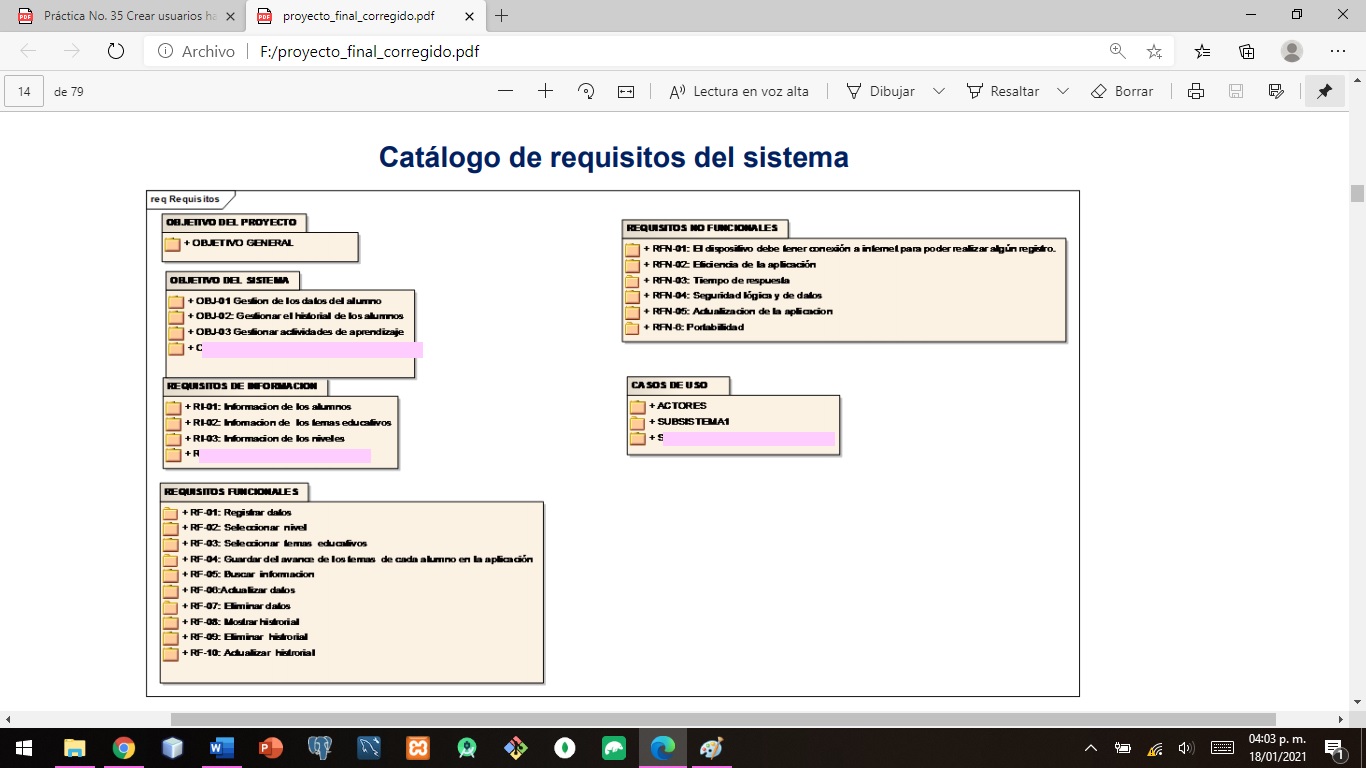 Práctica No. 35 Crear usuarios ha
proyecto_final_corregido.pdf
Archivo F:/proyecto_final_corregido.pdf
14 de 79
Lectura en voz alta
Dibujar
Resaltar
Borrar
Catálogo de requisitos del sistema
req Requisitos
OBJETIVO DEL PROYECTO
+ OBJETIVO GENERAL
OBJETIVO DEL SISTEMA
+ OBJ-01 Gestion de los datos del alumno
+ OBJ-02: Gestionar el historial de los alumnos
+ OBJ-03 Gestionar actividades de aprendizaje
+ O
REQUISITOS DE INFORMACION
+ RI-01: Informacion de los alumnos
+ RI-02: Infomacion de los temas educativos
+ RI-03: Informacion de los niveles
+ R
REQUISITOS FUNCIONALES
+ RF-01: Registrar datos
+ RF-02: Seleccionar nivel
+ RF-03: Seleccionar temas educativos
+ RF-04: Guardar del avance de los temas de cada alumno en la aplicación
+ RF-05: Buscar informacion
+ RF-06:Actualizar datos
+ RF-07: Eliminar datos
+ RF-08: Mostrar histrorial
+ RF-09: Eliminar histrorial
+ RF-10: Actualizar histrorial
REQUISITOS NO FUNCIONALES
+ RFN-01: El dispositivo debe tener conexión a internet para poder realizar algún registro.
+ RFN-02: Eficiencia de la aplicación
+ RFN-03: Tiempo de respuesta
+ RFN-04: Seguridad lógica y de datos
+ RFN-05: Actualizacion de la aplicacion
+ RFN-6: Portabilidad
CASOS DE USO
+ ACTORES
+ SUBSISTEMA1
+ S
04:03 p. m.
18/01/2021
1